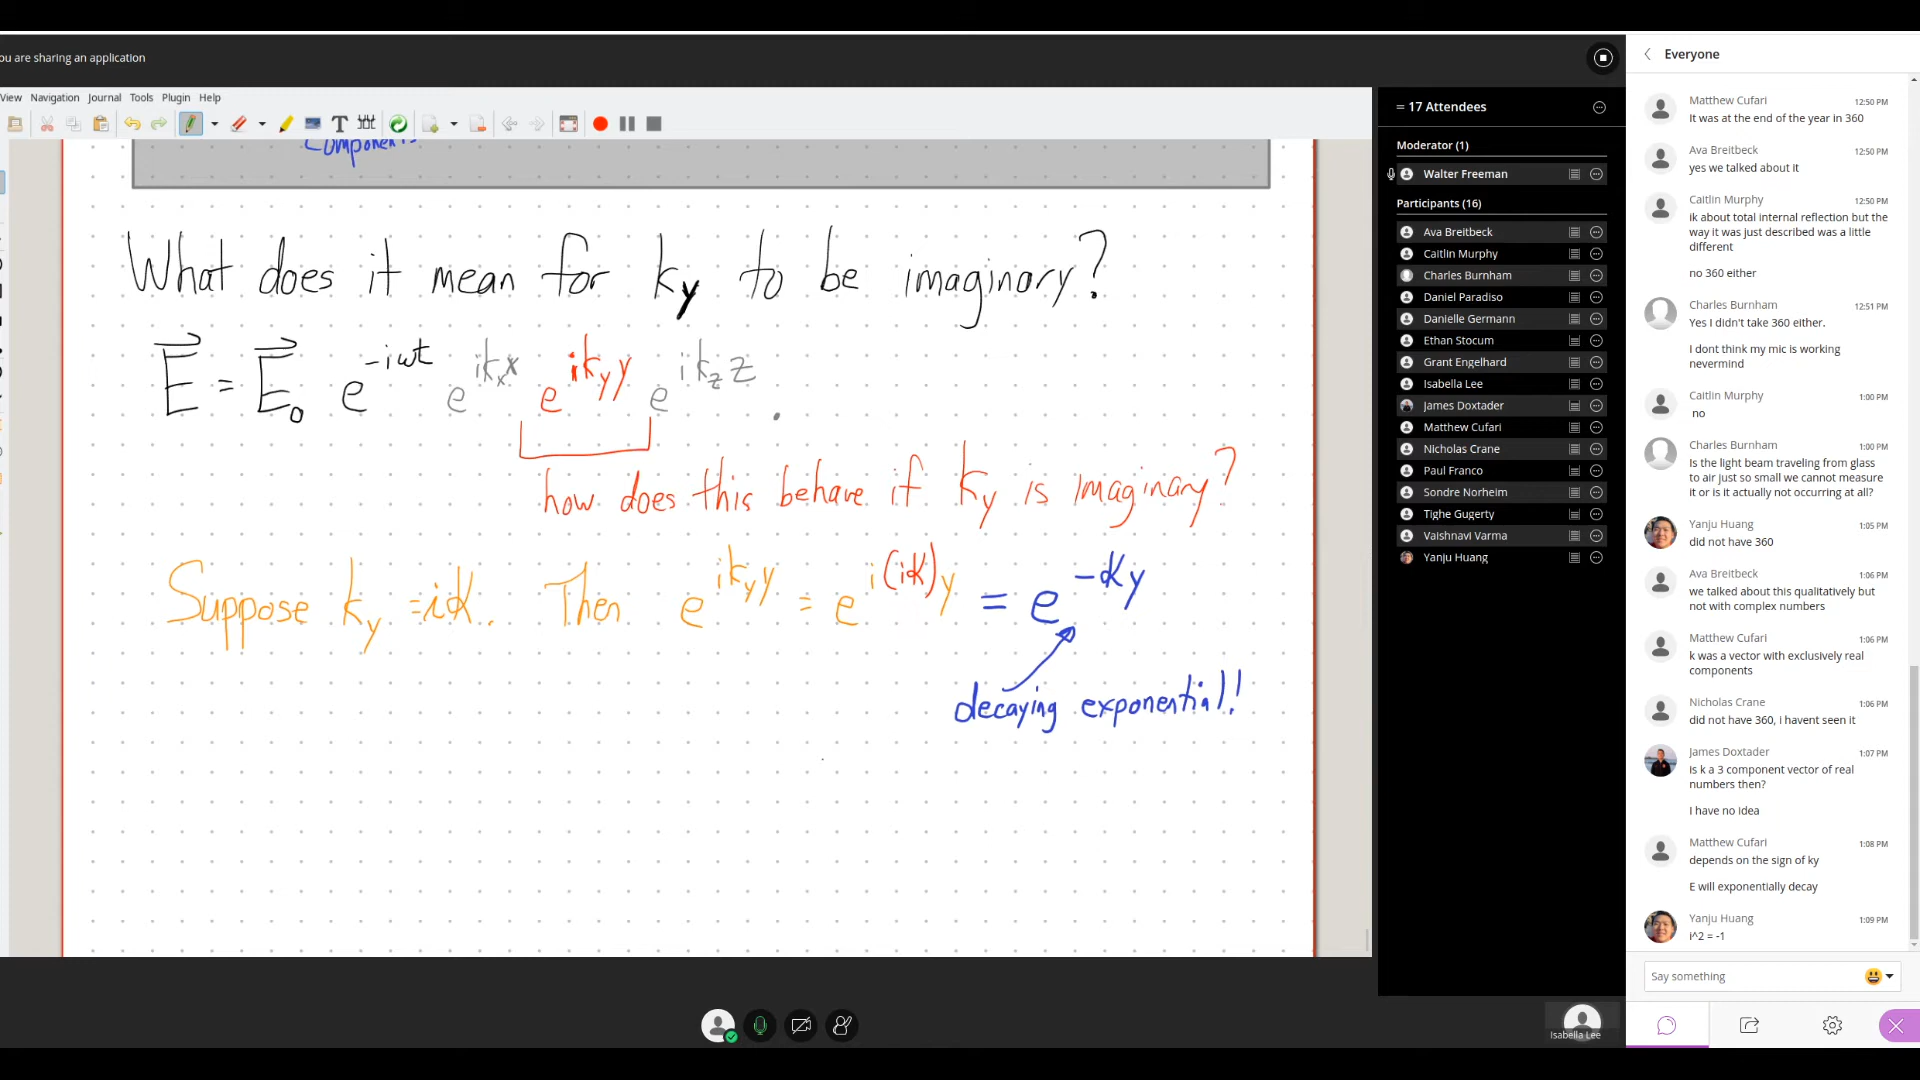 ou are sharing an application
View Navigation Journal Tools Plugin Help
What does it mean for ky to be imaginary?
E = E0 e^-iωt e^ikxx e^ikyy e^ikzz
how does this behave if ky is imaginary?
Suppose ky = iα. Then e^ikyy = e^i(iα)y = e^-αy
decaying exponential!
17 Attendees
Moderator (1)
Walter Freeman
Participants (16)
Ava Breitbeck
Caitlin Murphy
Charles Burnham
Daniel Paradiso
Danielle Germann
Ethan Stocum
Grant Engelhard
Isabella Lee
James Doxtader
Matthew Cufari
Nicholas Crane
Paul Franco
Sondre Norheim
Tighe Gugerty
Vaishnavi Varma
Yanju Huang
Isabella Lee
Everyone
Matthew Cufari 12:50 PM
It was at the end of the year in 360
Ava Breitbeck 12:50 PM
yes we talked about it
Caitlin Murphy 12:50 PM
ik about total internal reflection but the
way it was just described was a little
different
no 360 either
Charles Burnham 12:51 PM
Yes I didn't take 360 either.
I dont think my mic is working
nevermind
Caitlin Murphy 1:00 PM
no
Charles Burnham 1:00 PM
Is the light beam traveling from glass
to air just so small we cannot measure
it or is it actually not occurring at all?
Yanju Huang 1:05 PM
did not have 360
Ava Breitbeck 1:06 PM
we talked about this qualitatively but
not with complex numbers
Matthew Cufari 1:06 PM
k was a vector with exclusively real
components
Nicholas Crane 1:06 PM
did not have 360, i havent seen it
James Doxtader 1:07 PM
is k a 3 component vector of real
numbers then?
I have no idea
Matthew Cufari 1:08 PM
depends on the sign of ky
E will exponentially decay
Yanju Huang 1:09 PM
i^2 = -1
Say something